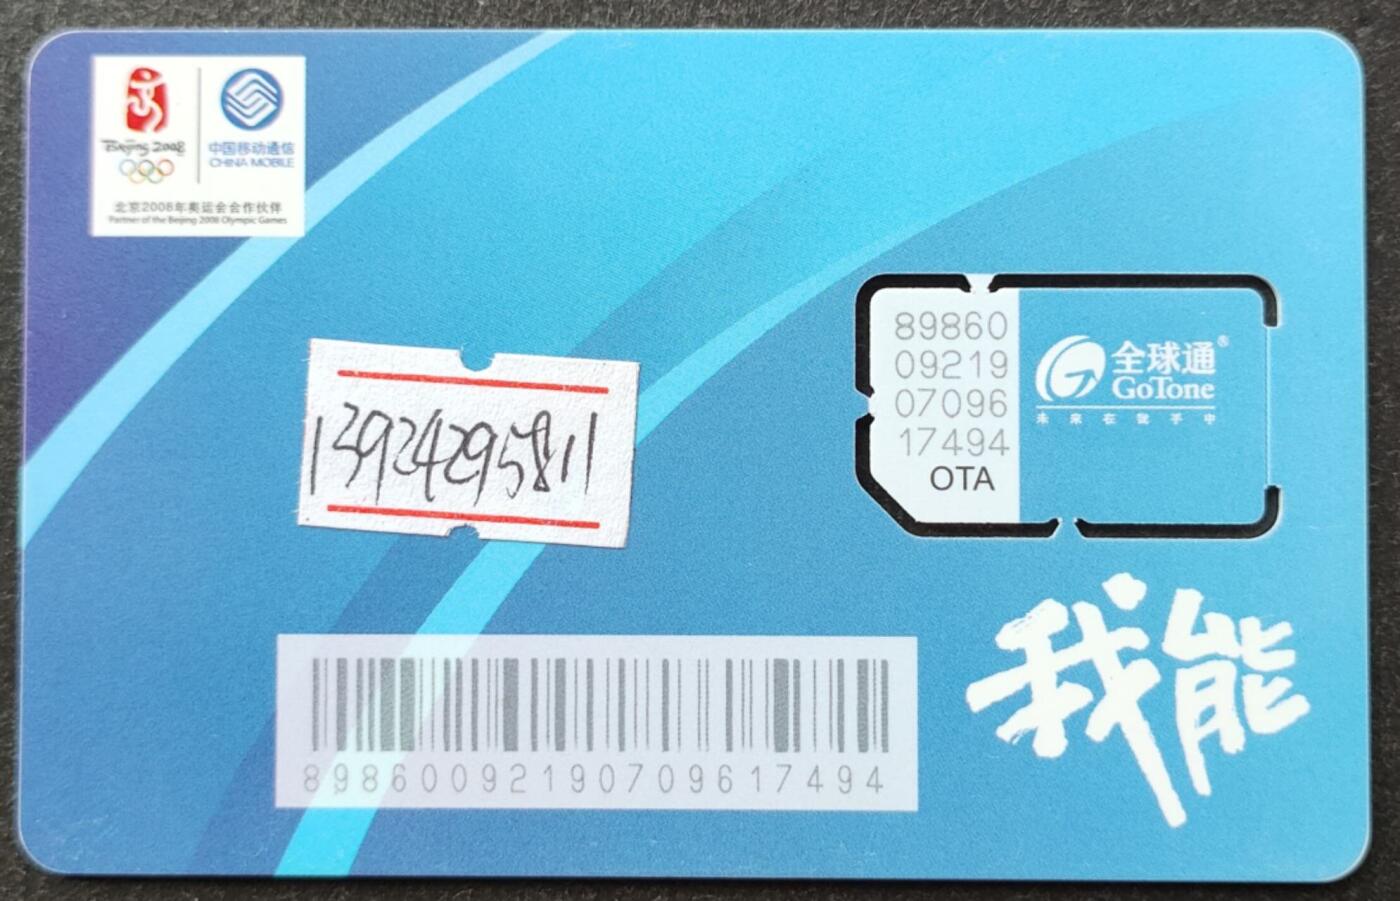 Beijing 2008
中国移动通信
CHINA MOBILE
北京2008年奥运会合作伙伴
Partner of the Beijing 2008 Olympic Games
13924295811
89860
09219
07096
17494
OTA
全球通®
GoTone
未来在我手中
我能
89860092190709617494